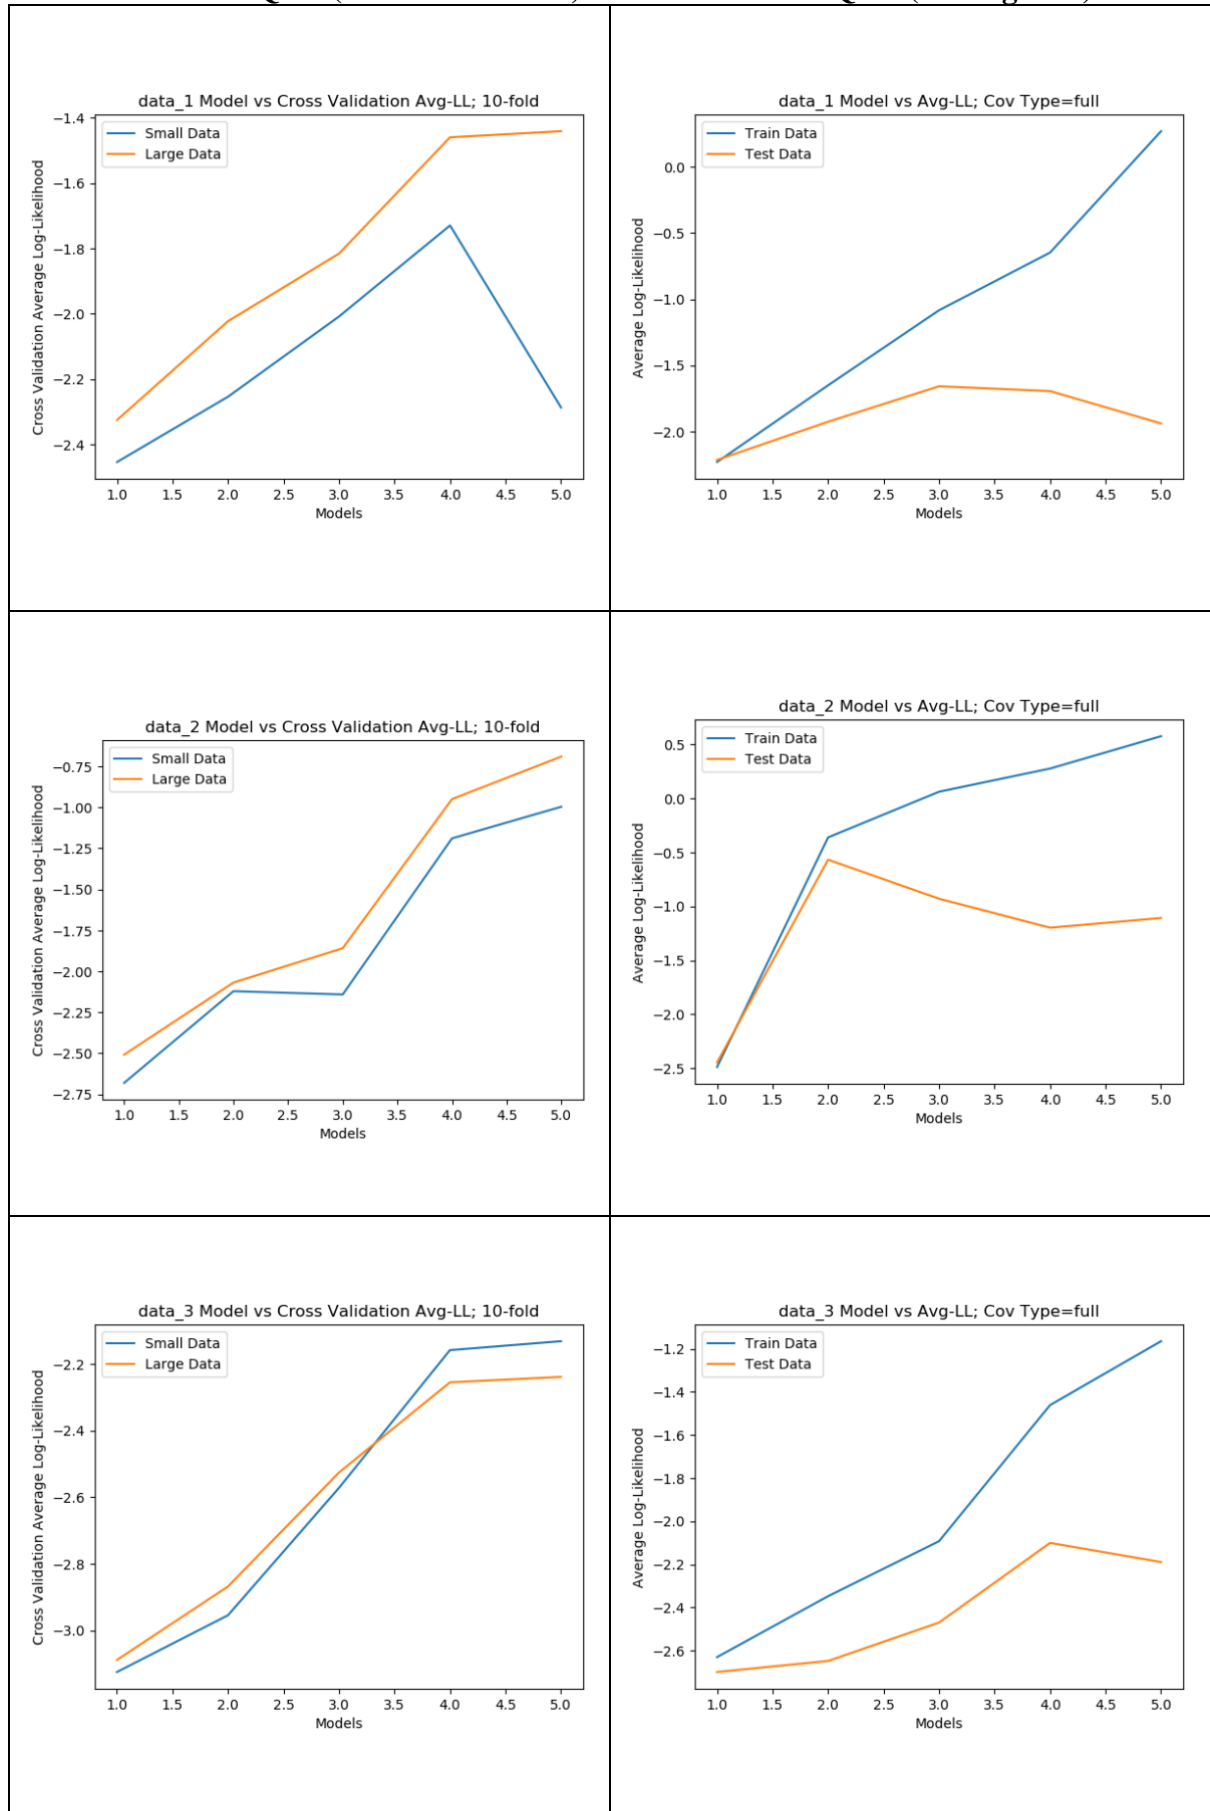 data_1 Model vs Cross Validation Avg-LL; 10-fold
Small Data
Large Data
Cross Validation Average Log-Likelihood
−1.4
−1.6
−1.8
−2.0
−2.2
−2.4
1.0 1.5 2.0 2.5 3.0 3.5 4.0 4.5 5.0
Models
data_1 Model vs Avg-LL; Cov Type=full
Train Data
Test Data
Average Log-Likelihood
0.0
−0.5
−1.0
−1.5
−2.0
1.0 1.5 2.0 2.5 3.0 3.5 4.0 4.5 5.0
Models
data_2 Model vs Cross Validation Avg-LL; 10-fold
Small Data
Large Data
Cross Validation Average Log-Likelihood
−0.75
−1.00
−1.25
−1.50
−1.75
−2.00
−2.25
−2.50
−2.75
1.0 1.5 2.0 2.5 3.0 3.5 4.0 4.5 5.0
Models
data_2 Model vs Avg-LL; Cov Type=full
Train Data
Test Data
Average Log-Likelihood
0.5
0.0
−0.5
−1.0
−1.5
−2.0
−2.5
1.0 1.5 2.0 2.5 3.0 3.5 4.0 4.5 5.0
Models
data_3 Model vs Cross Validation Avg-LL; 10-fold
Small Data
Large Data
Cross Validation Average Log-Likelihood
−2.2
−2.4
−2.6
−2.8
−3.0
1.0 1.5 2.0 2.5 3.0 3.5 4.0 4.5 5.0
Models
data_3 Model vs Avg-LL; Cov Type=full
Train Data
Test Data
Average Log-Likelihood
−1.2
−1.4
−1.6
−1.8
−2.0
−2.2
−2.4
−2.6
1.0 1.5 2.0 2.5 3.0 3.5 4.0 4.5 5.0
Models